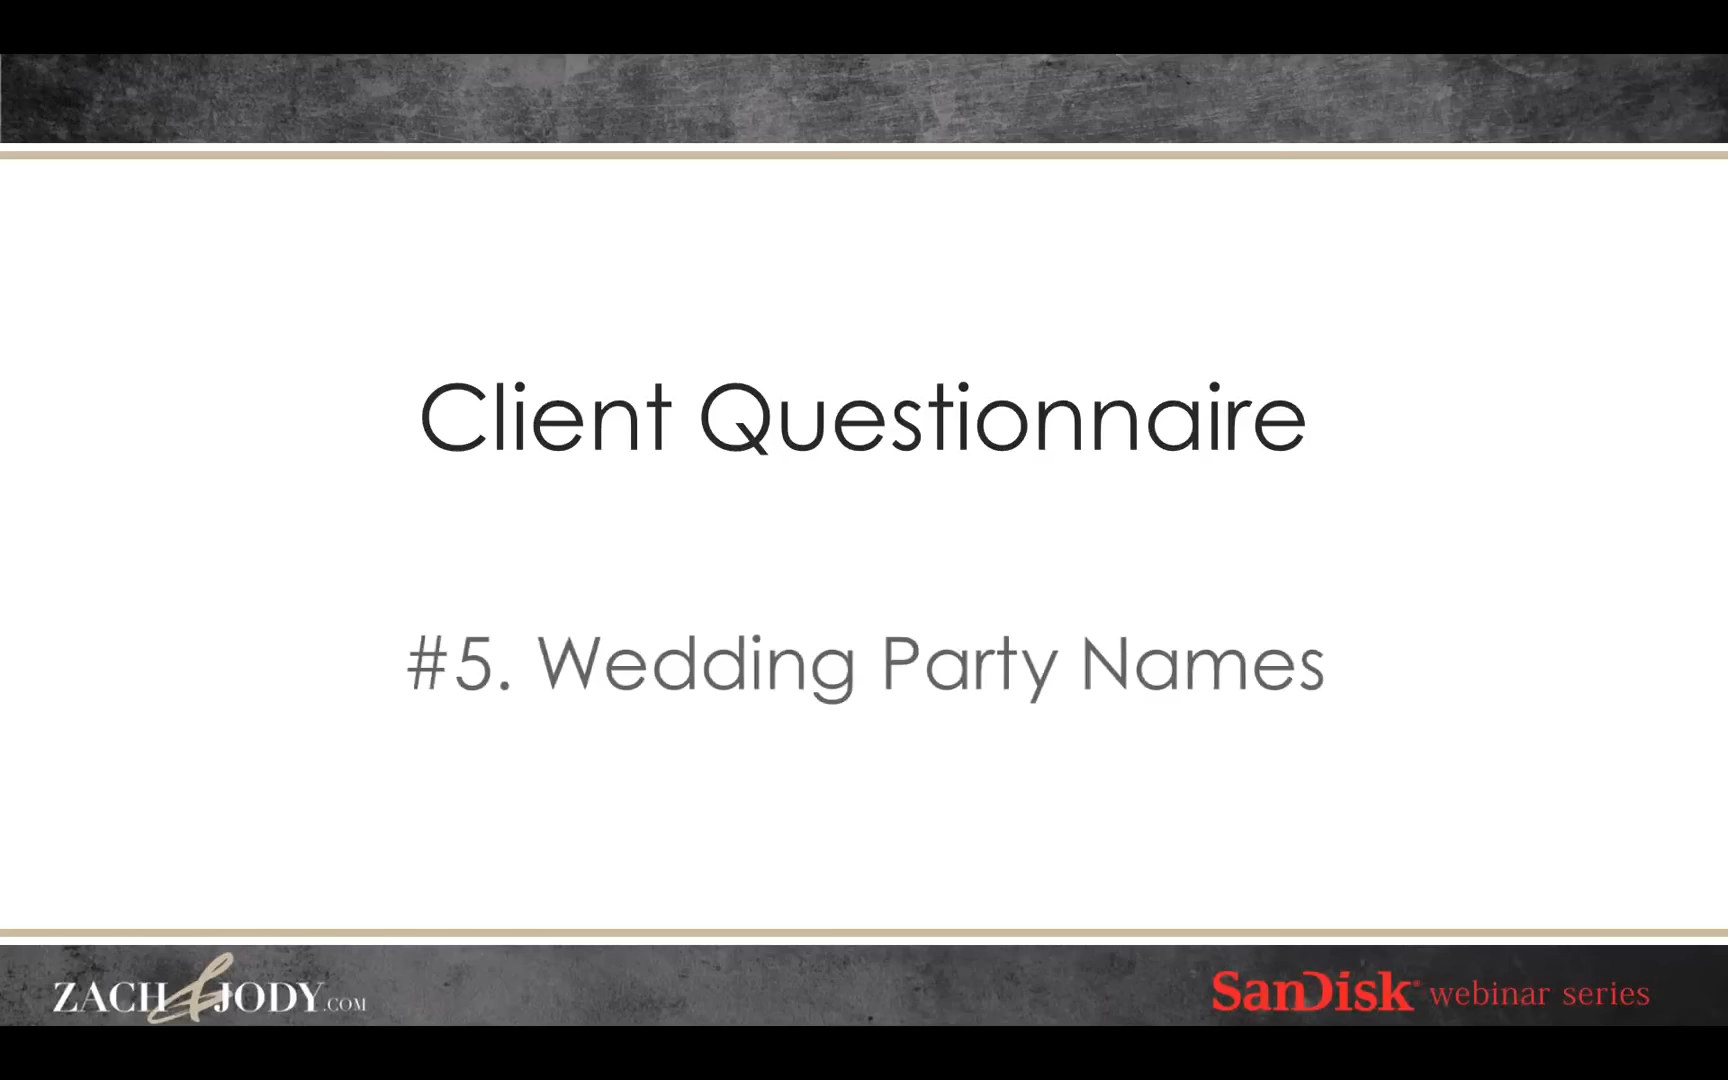 Client Questionnaire
#5. Wedding Party Names
ZACH & JODY.COM
SanDisk® webinar series